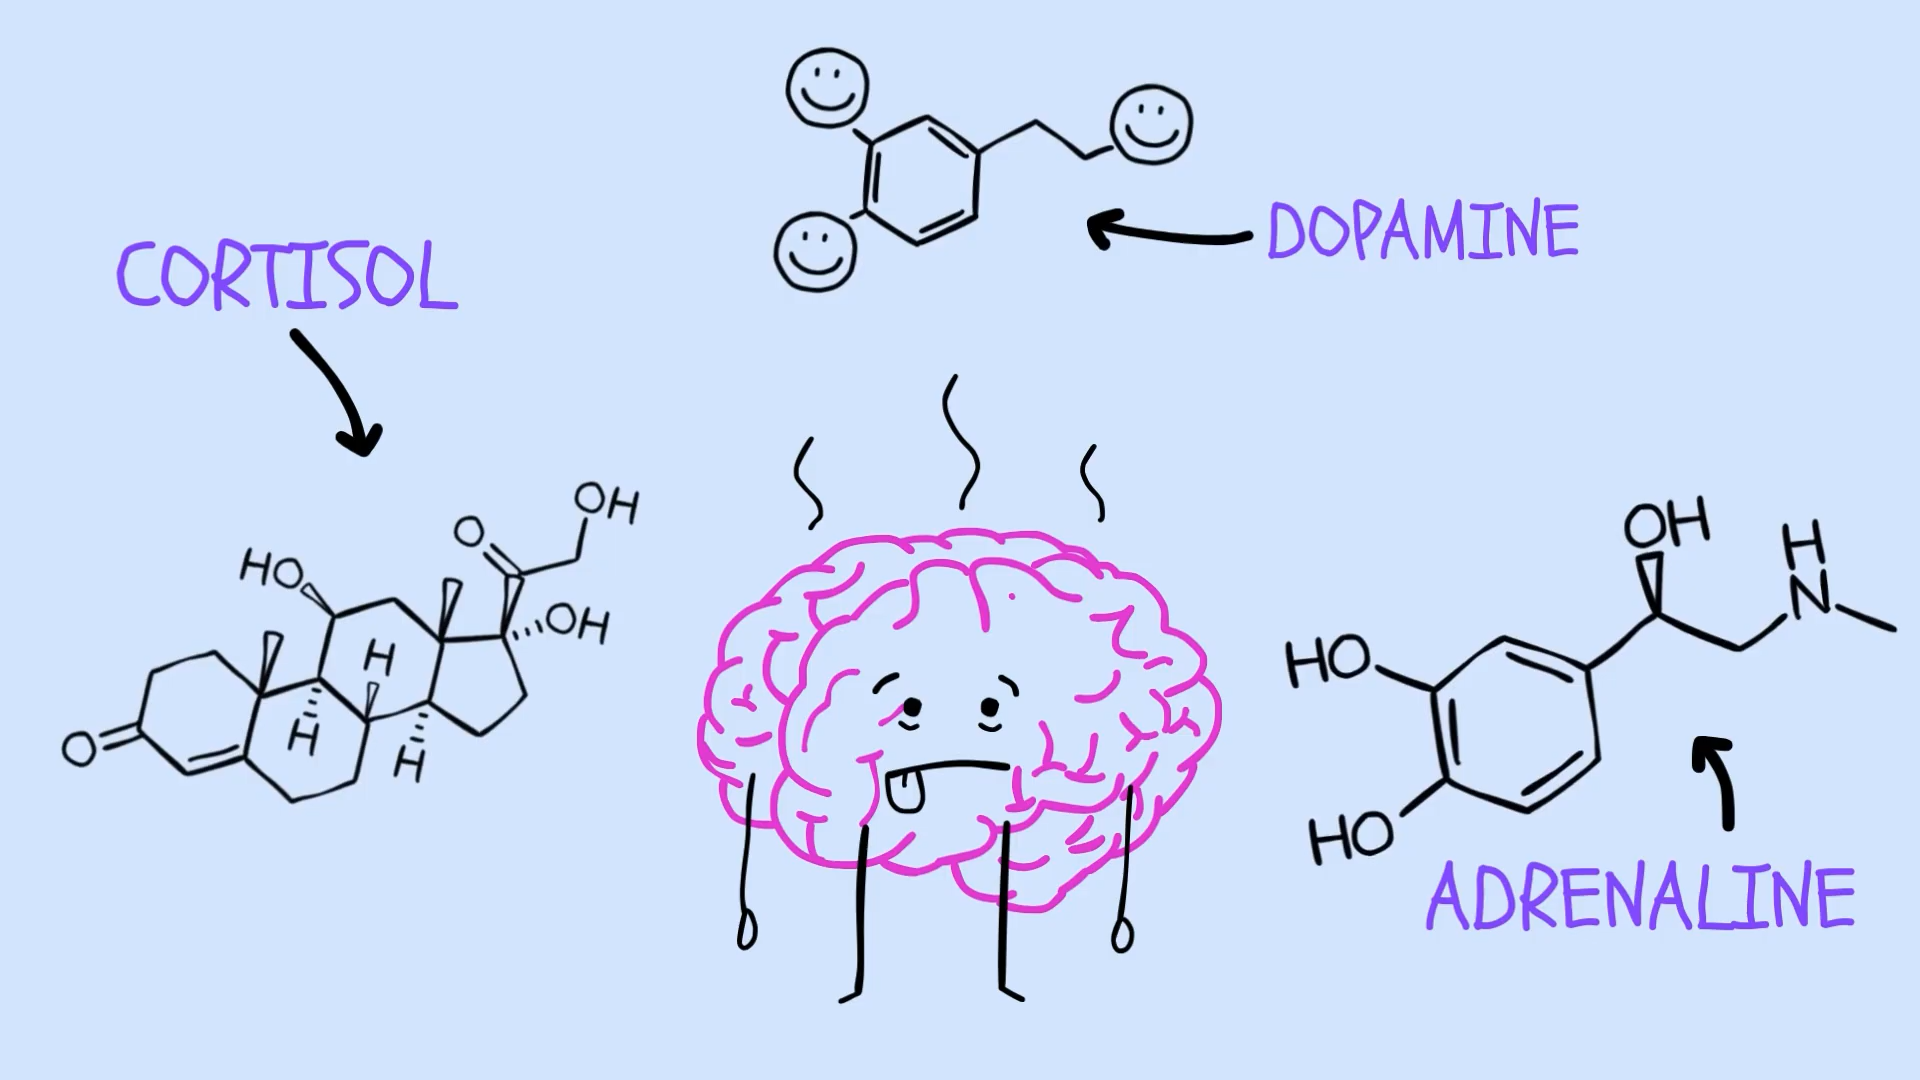 DOPAMINE
CORTISOL
OH
O
HO
OH
H
H
H
O
OH
H
N
HO
HO
ADRENALINE